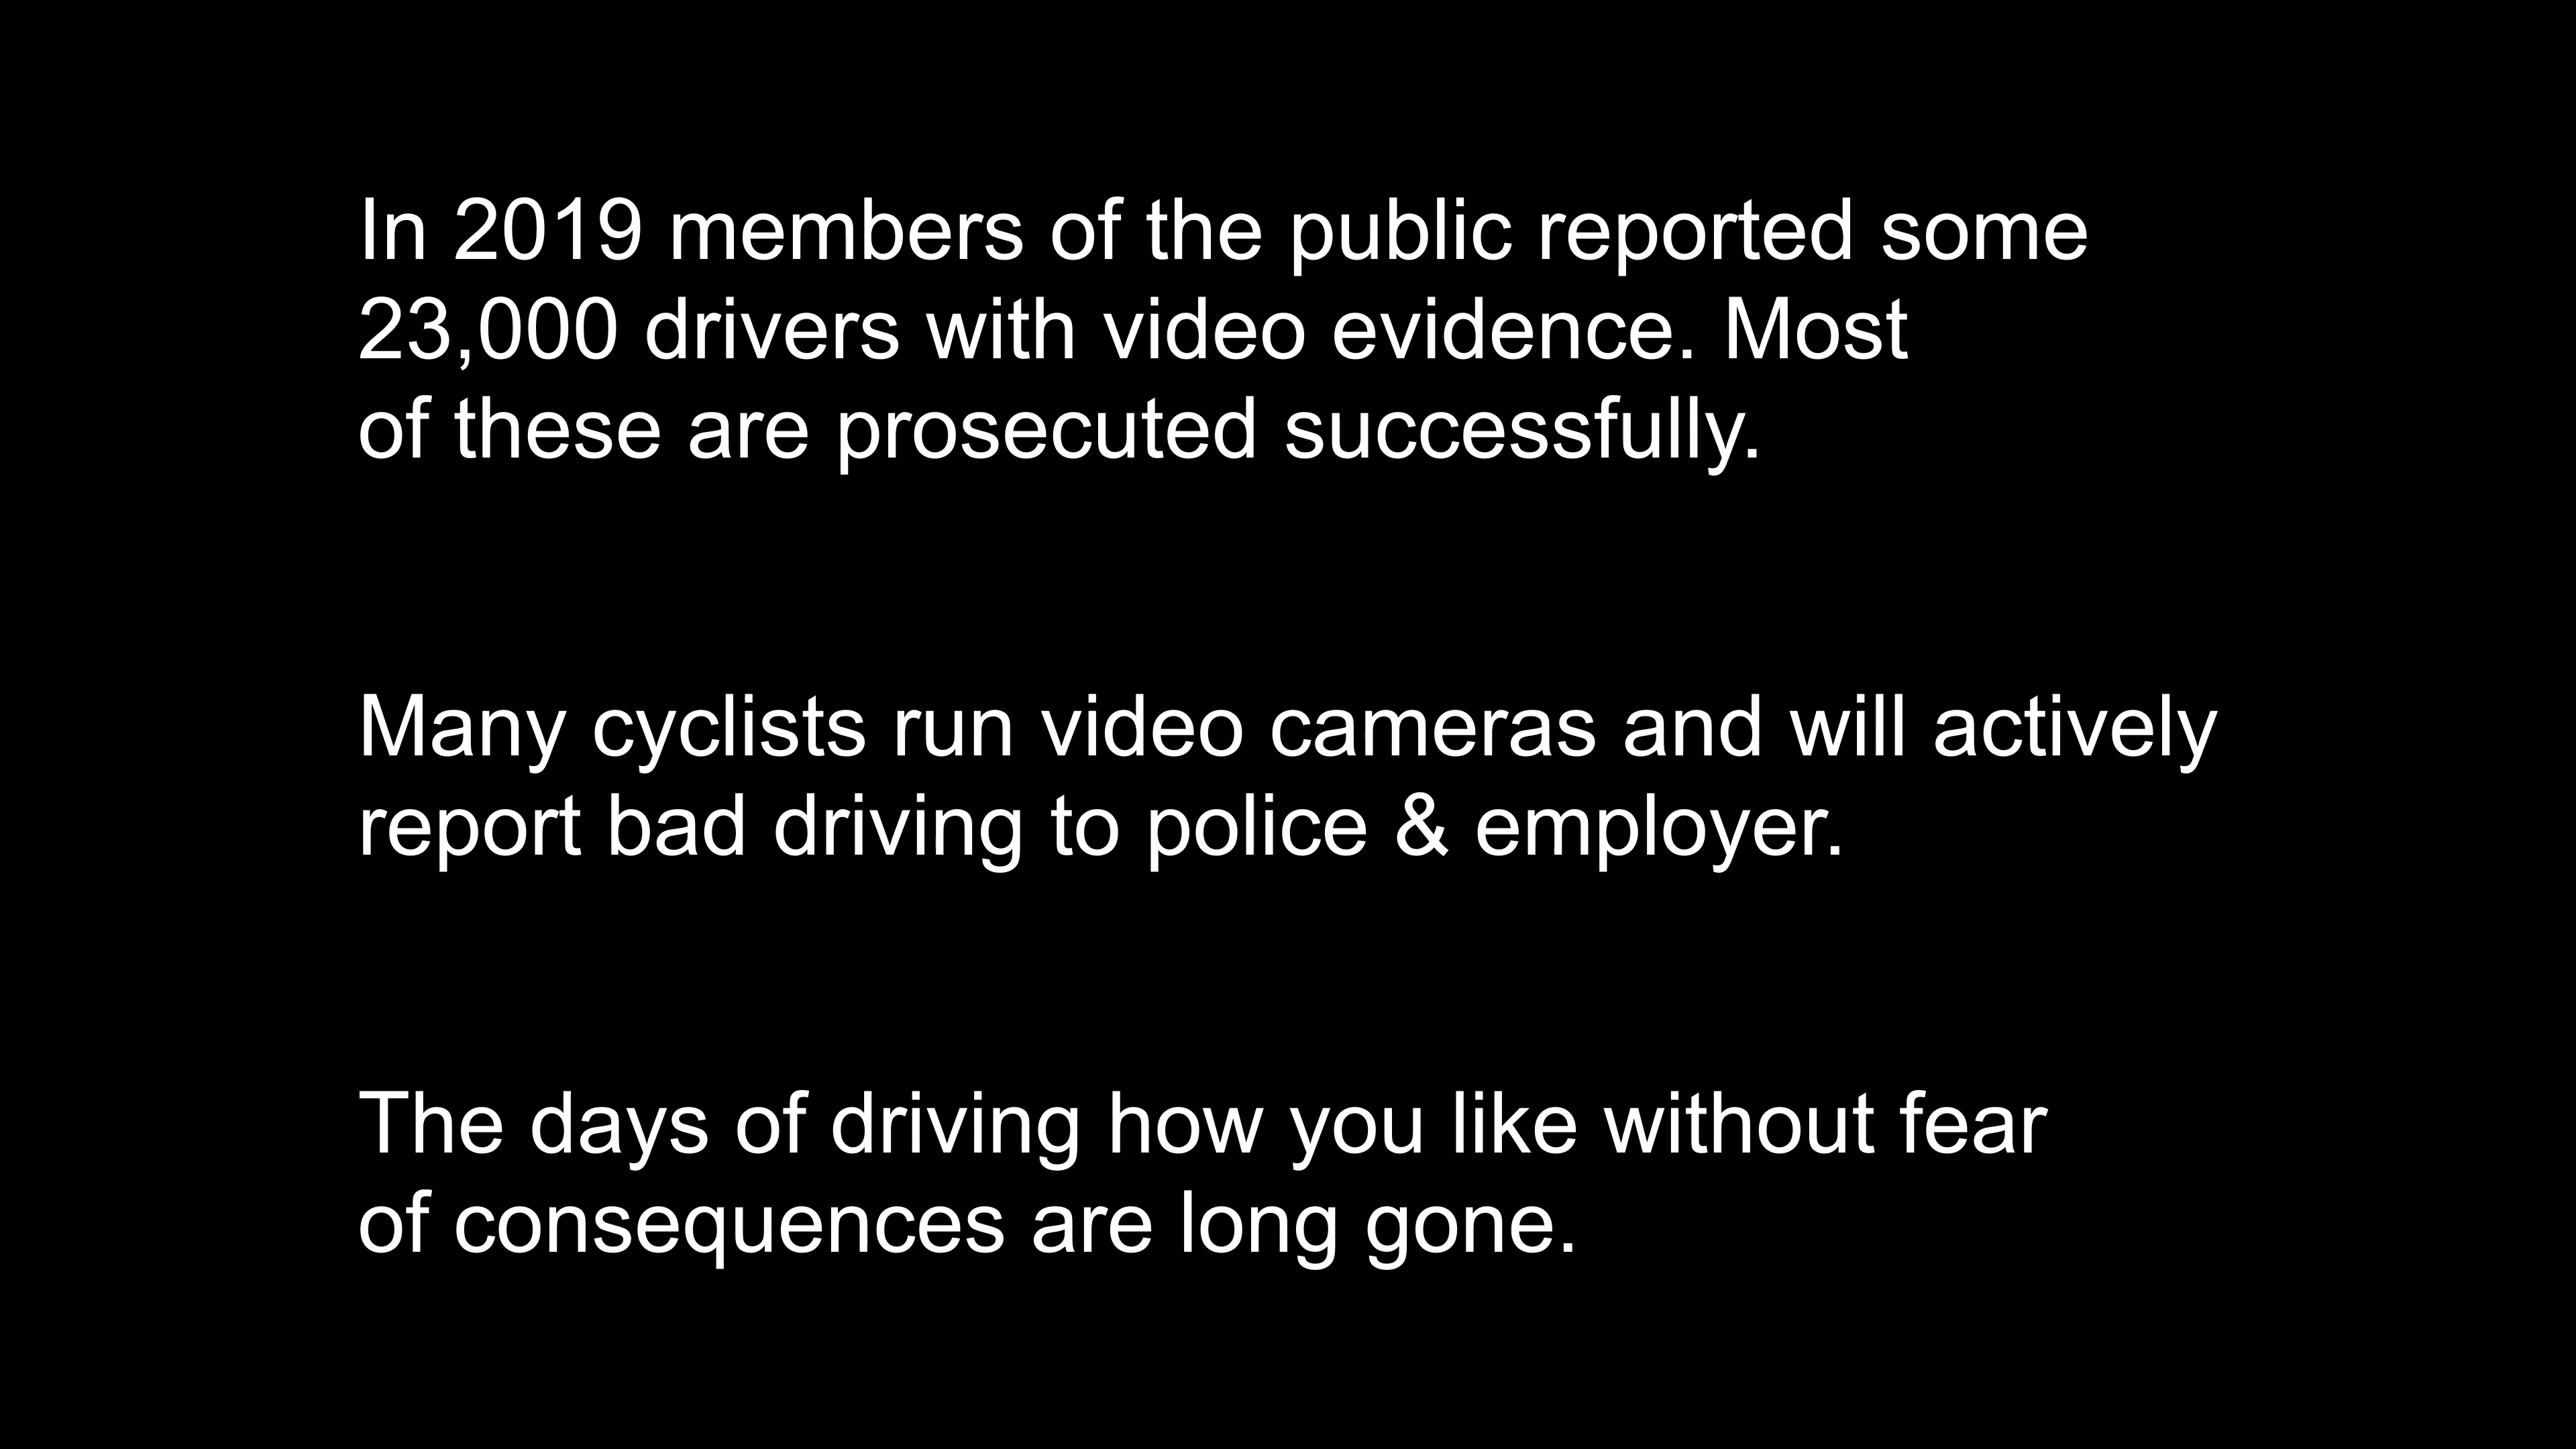 In 2019 members of the public reported some
23,000 drivers with video evidence. Most
of these are prosecuted successfully.
Many cyclists run video cameras and will actively
report bad driving to police & employer.
The days of driving how you like without fear
of consequences are long gone.